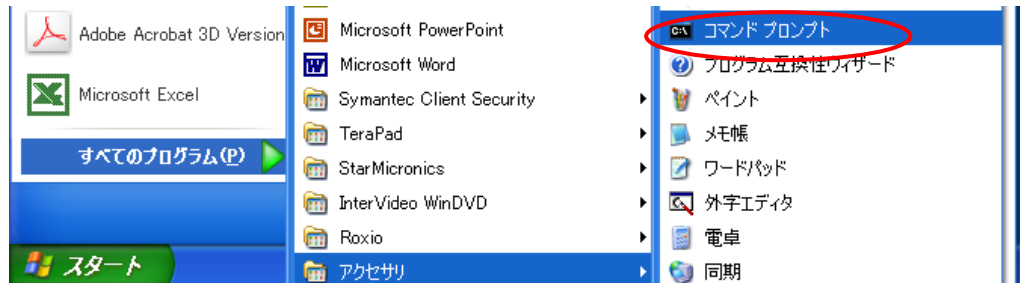 Adobe Acrobat 3D Version
Microsoft Excel
すべてのプログラム(P)
スタート
Microsoft PowerPoint
Microsoft Word
Symantec Client Security
TeraPad
StarMicronics
InterVideo WinDVD
Roxio
アクセサリ
コマンド プロンプト
プログラム互換性ウィザード
ペイント
メモ帳
ワードパッド
外字エディタ
電卓
同期